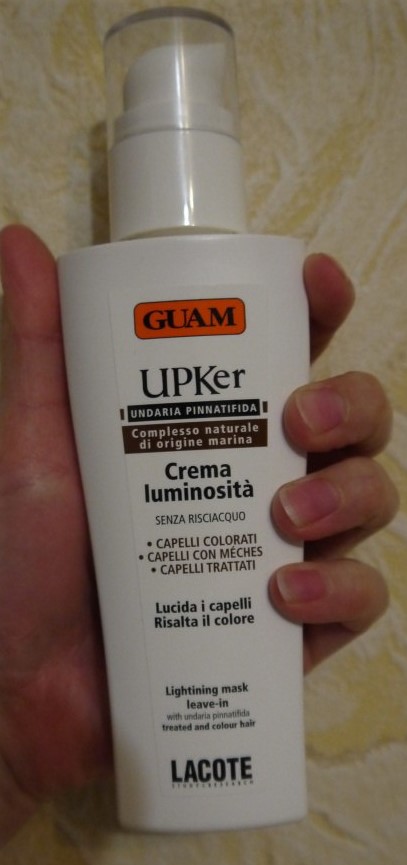 GUAM
UPKer
UNDARIA PINNATIFIDA
Complesso naturale
di origine marina
Crema
luminosità
SENZA RISCIACQUO
• CAPELLI COLORATI
• CAPELLI CON MÈCHES
• CAPELLI TRATTATI
Lucida i capelli
Risalta il colore
Lightining mask
leave-in
with undaria pinnatifida
treated and colour hair
LACOTE